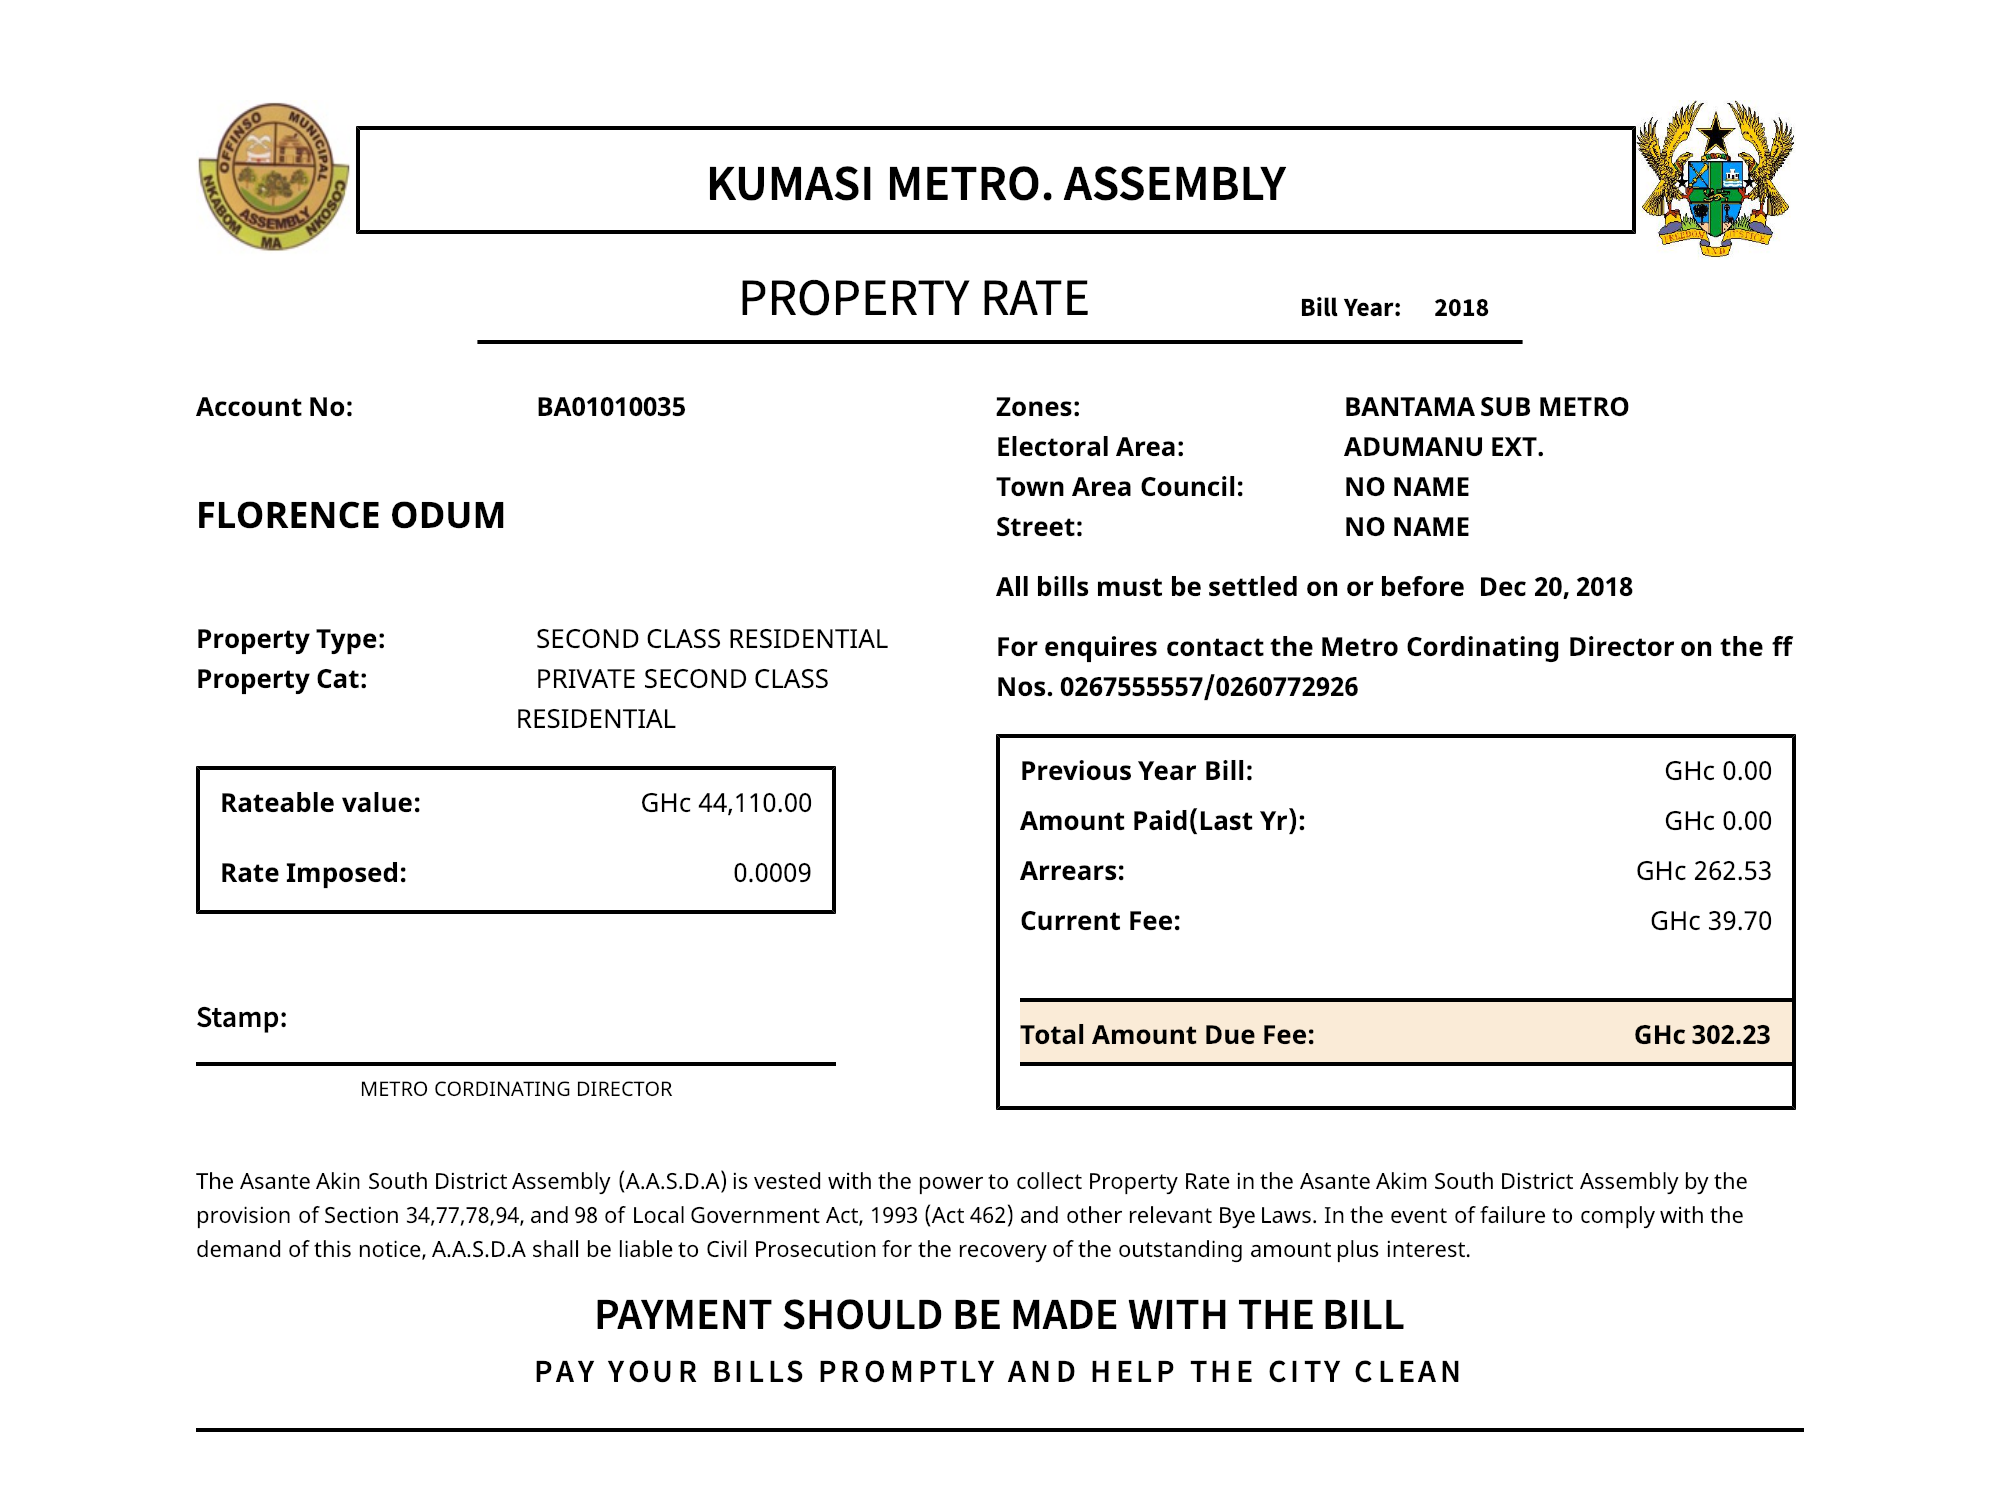 OFFINSO MUNICIPAL
ASSEMBLY
NKABOM MA NKOSOO
KUMASI METRO. ASSEMBLY
FREEDOM AND JUSTICE
PROPERTY RATE
Bill Year: 2018
Account No: BA01010035
FLORENCE ODUM
Property Type: SECOND CLASS RESIDENTIAL
Property Cat: PRIVATE SECOND CLASS
RESIDENTIAL
Rateable value: GHc 44,110.00
Rate Imposed: 0.0009
Stamp:
METRO CORDINATING DIRECTOR
Zones: BANTAMA SUB METRO
Electoral Area: ADUMANU EXT.
Town Area Council: NO NAME
Street: NO NAME
All bills must be settled on or before Dec 20, 2018
For enquires contact the Metro Cordinating Director on the ff
Nos. 0267555557/0260772926
Previous Year Bill: GHc 0.00
Amount Paid(Last Yr): GHc 0.00
Arrears: GHc 262.53
Current Fee: GHc 39.70
Total Amount Due Fee: GHc 302.23
The Asante Akin South District Assembly (A.A.S.D.A) is vested with the power to collect Property Rate in the Asante Akim South District Assembly by the
provision of Section 34,77,78,94, and 98 of Local Government Act, 1993 (Act 462) and other relevant Bye Laws. In the event of failure to comply with the
demand of this notice, A.A.S.D.A shall be liable to Civil Prosecution for the recovery of the outstanding amount plus interest.
PAYMENT SHOULD BE MADE WITH THE BILL
PAY YOUR BILLS PROMPTLY AND HELP THE CITY CLEAN